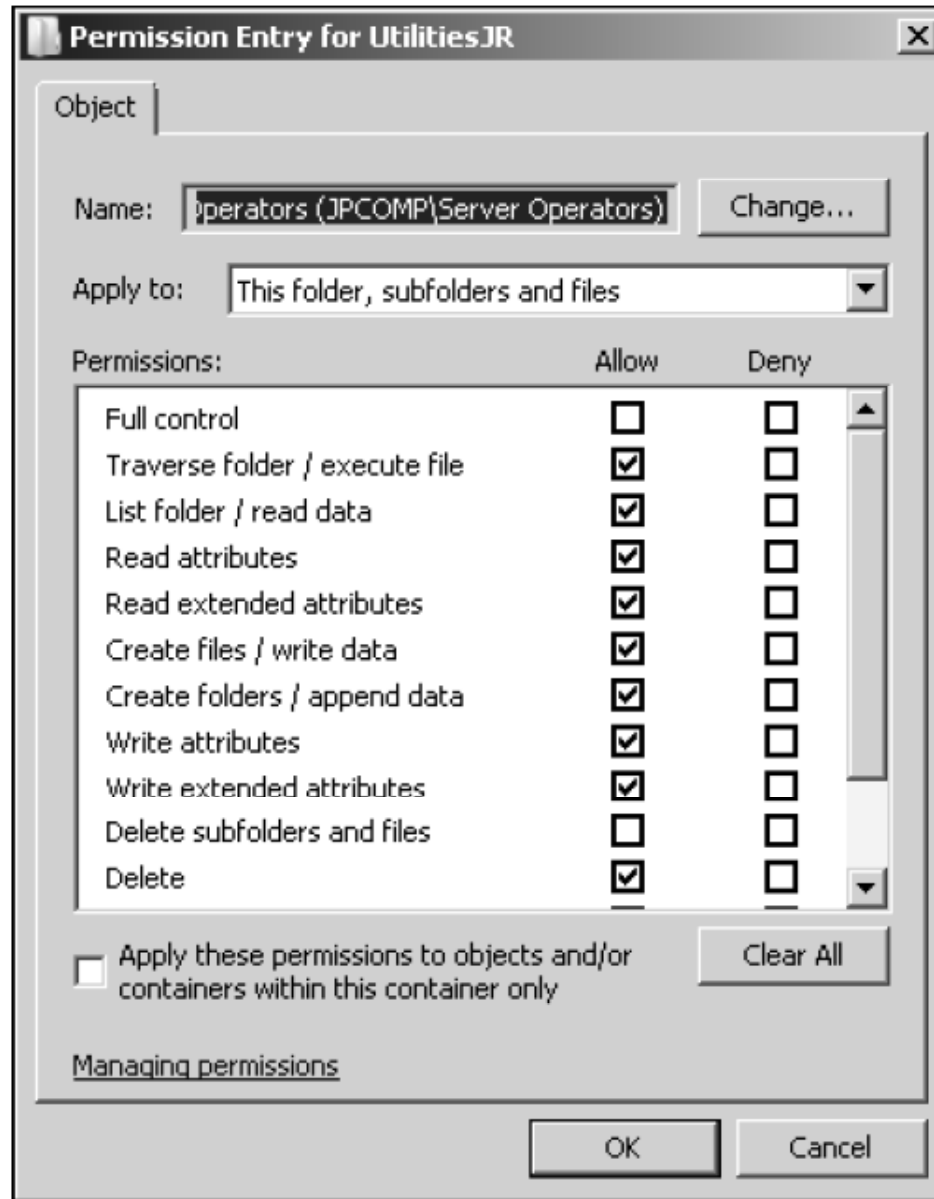 Permission Entry for UtilitiesJR
Object
Name: Operators (JPCOMP\Server Operators) Change...
Apply to: This folder, subfolders and files
Permissions: Allow Deny
Full control
Traverse folder / execute file
List folder / read data
Read attributes
Read extended attributes
Create files / write data
Create folders / append data
Write attributes
Write extended attributes
Delete subfolders and files
Delete
Apply these permissions to objects and/or
containers within this container only
Clear All
Managing permissions
OK Cancel